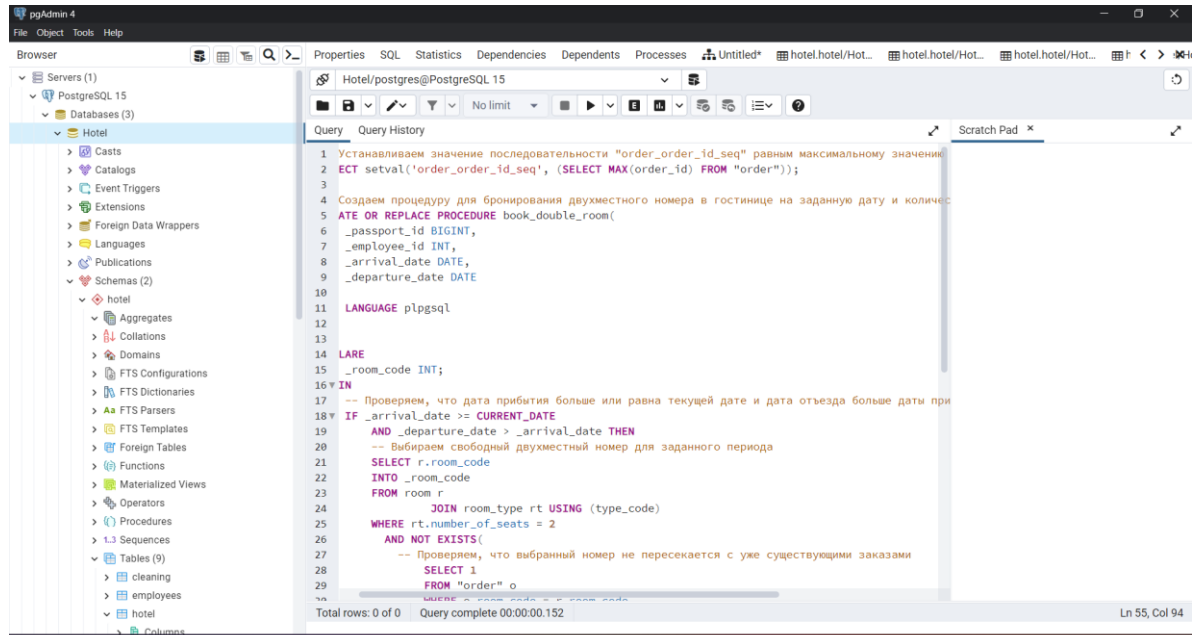 pgAdmin 4
File Object Tools Help
Browser
Properties SQL Statistics Dependencies Dependents Processes Untitled* hotel.hotel/Hot... hotel.hotel/Hot... hotel.hotel/Hot...
Servers (1)
PostgreSQL 15
Databases (3)
Hotel
Casts
Catalogs
Event Triggers
Extensions
Foreign Data Wrappers
Languages
Publications
Schemas (2)
hotel
Aggregates
Collations
Domains
FTS Configurations
FTS Dictionaries
FTS Parsers
FTS Templates
Foreign Tables
Functions
Materialized Views
Operators
Procedures
Sequences
Tables (9)
cleaning
employees
hotel
Columns
Hotel/postgres@PostgreSQL 15
No limit
Query Query History
Scratch Pad
1 Устанавливаем значение последовательности "order_order_id_seq" равным максимальному значению
2 ECT setval('order_order_id_seq', (SELECT MAX(order_id) FROM "order"));
3
4 Создаем процедуру для бронирования двухместного номера в гостинице на заданную дату и количес
5 ATE OR REPLACE PROCEDURE book_double_room(
6 _passport_id BIGINT,
7 _employee_id INT,
8 _arrival_date DATE,
9 _departure_date DATE
10
11 LANGUAGE plpgsql
12
13
14 LARE
15 _room_code INT;
16 IN
17 -- Проверяем, что дата прибытия больше или равна текущей дате и дата отъезда больше даты при
18 IF _arrival_date >= CURRENT_DATE
19 AND _departure_date > _arrival_date THEN
20 -- Выбираем свободный двухместный номер для заданного периода
21 SELECT r.room_code
22 INTO _room_code
23 FROM room r
24 JOIN room_type rt USING (type_code)
25 WHERE rt.number_of_seats = 2
26 AND NOT EXISTS(
27 -- Проверяем, что выбранный номер не пересекается с уже существующими заказами
28 SELECT 1
29 FROM "order" o
Total rows: 0 of 0 Query complete 00:00:00.152
Ln 55, Col 94